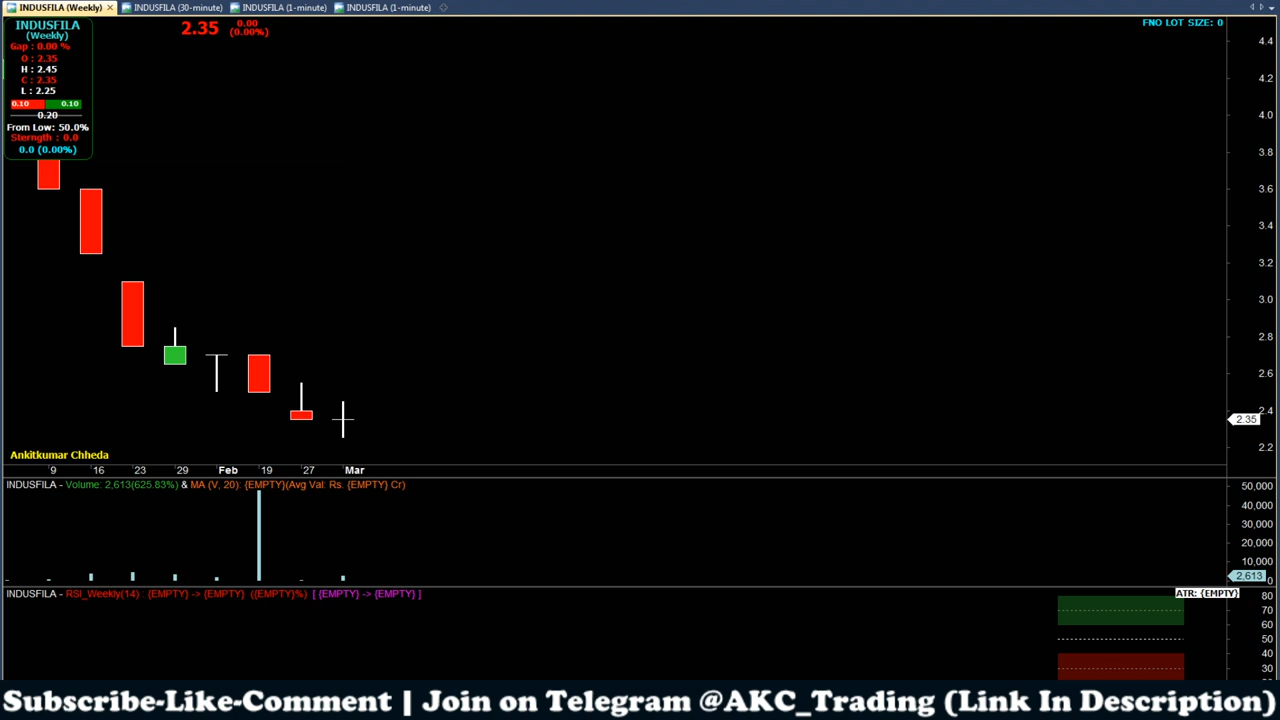 INDUSFILA (Weekly) × INDUSFILA (30-minute) INDUSFILA (1-minute) INDUSFILA (1-minute)
INDUSFILA
(Weekly)
Gap : 0.00 %
O : 2.35
H : 2.45
C : 2.35
L : 2.25
0.10 0.10
0.20
From Low: 50.0%
Sterngth : 0.0
0.0 (0.00%)
2.35 0.00
(0.00%)
FNO LOT SIZE: 0
4.4
4.2
4.0
3.8
3.6
3.4
3.2
3.0
2.8
2.6
2.4
2.35
2.2
Ankitkumar Chheda
9 16 23 29 Feb 19 27 Mar
INDUSFILA - Volume: 2,613(625.83%) & MA (V, 20): {EMPTY}(Avg Val: Rs. {EMPTY} Cr)
50,000
40,000
30,000
20,000
10,000
2,613
0
INDUSFILA - RSI_Weekly(14) : {EMPTY} -> {EMPTY} ({EMPTY}%) [ {EMPTY} -> {EMPTY} ]
ATR: {EMPTY}
80
70
60
50
40
30
Subscribe-Like-Comment | Join on Telegram @AKC_Trading (Link In Description)